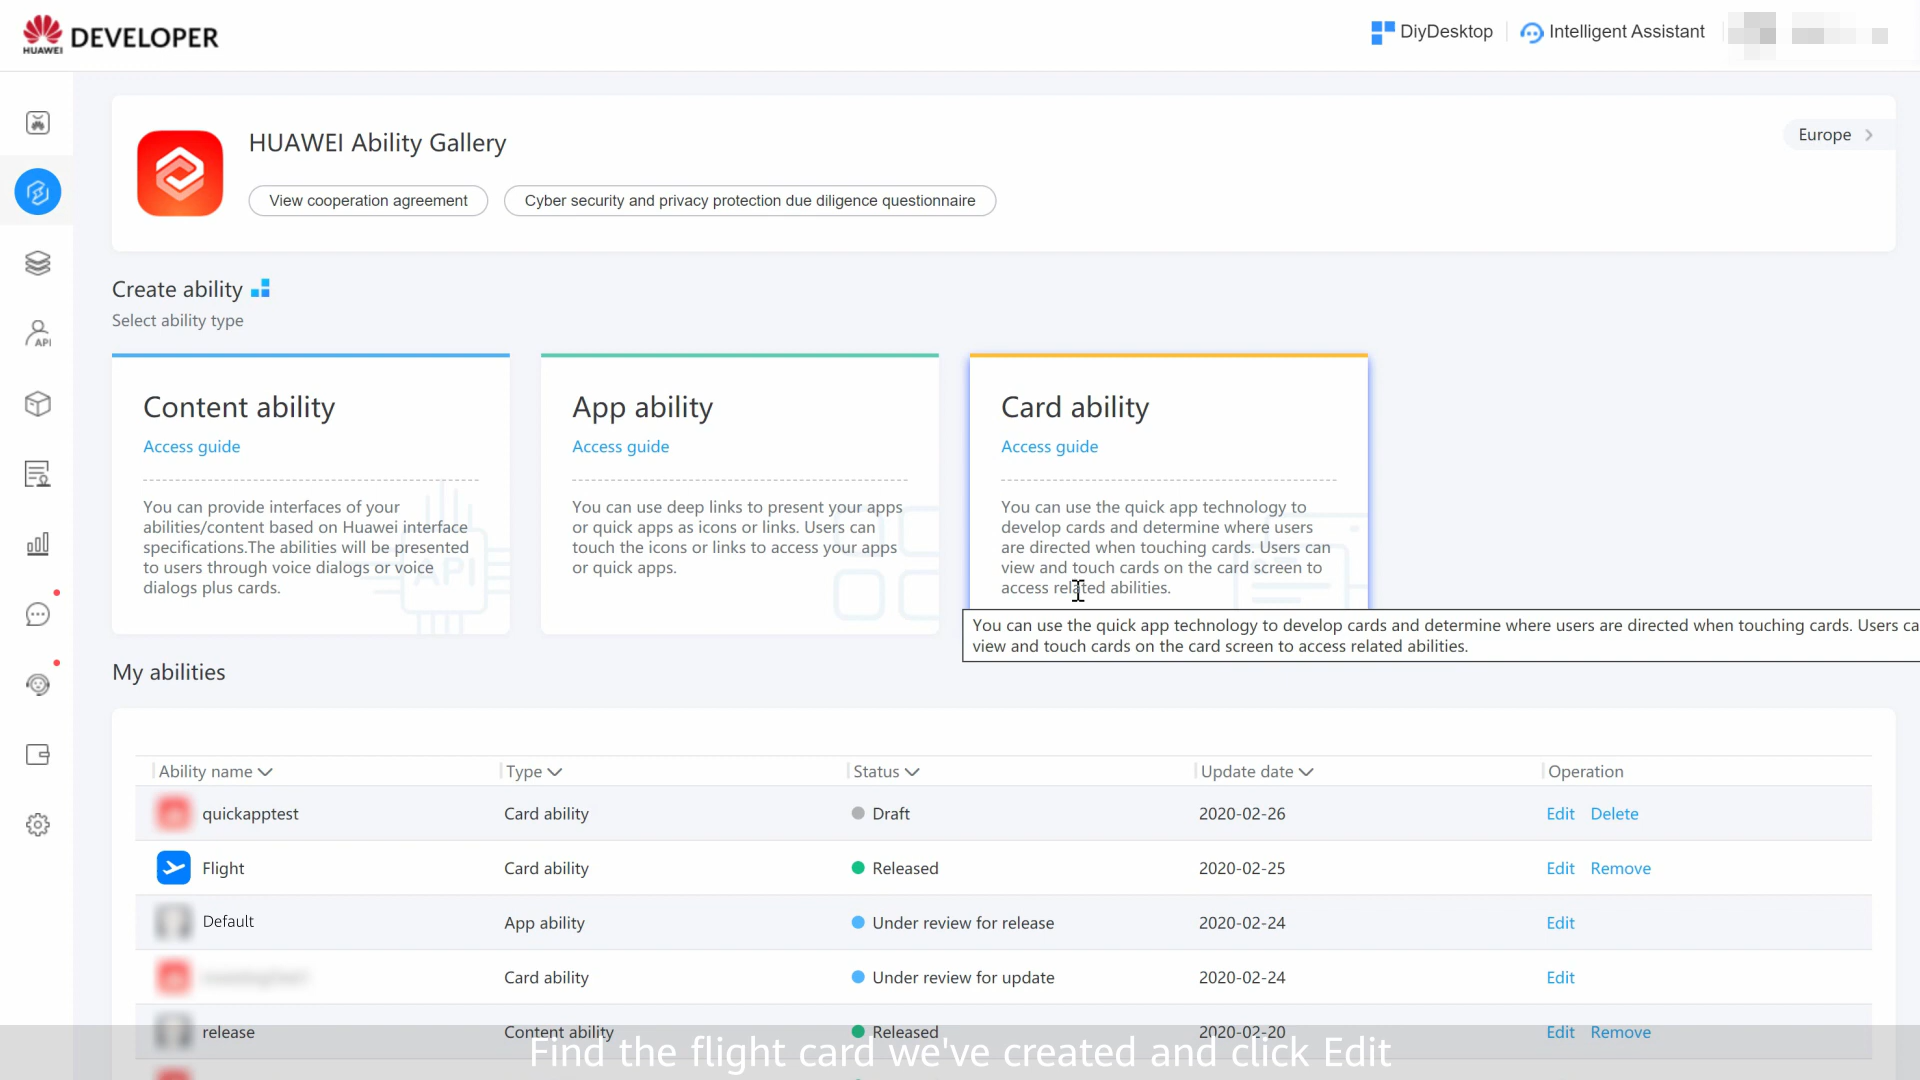 HUAWEI DEVELOPER
DiyDesktop
Intelligent Assistant
HUAWEI Ability Gallery
Europe
View cooperation agreement
Cyber security and privacy protection due diligence questionnaire
Create ability
Select ability type
Content ability
Access guide
You can provide interfaces of your
abilities/content based on Huawei interface
specifications.The abilities will be presented
to users through voice dialogs or voice
dialogs plus cards.
API
App ability
Access guide
You can use deep links to present your apps
or quick apps as icons or links. Users can
touch the icons or links to access your apps
or quick apps.
Card ability
Access guide
You can use the quick app technology to
develop cards and determine where users
are directed when touching cards. Users can
view and touch cards on the card screen to
access related abilities.
You can use the quick app technology to develop cards and determine where users are directed when touching cards. Users ca
view and touch cards on the card screen to access related abilities.
API
My abilities
Ability name Type Status Update date Operation
quickapptest Card ability Draft 2020-02-26 Edit Delete
Flight Card ability Released 2020-02-25 Edit Remove
Default App ability Under review for release 2020-02-24 Edit
Card ability Under review for update 2020-02-24 Edit
release Content ability Released 2020-02-20 Edit Remove
Find the flight card we've created and click Edit